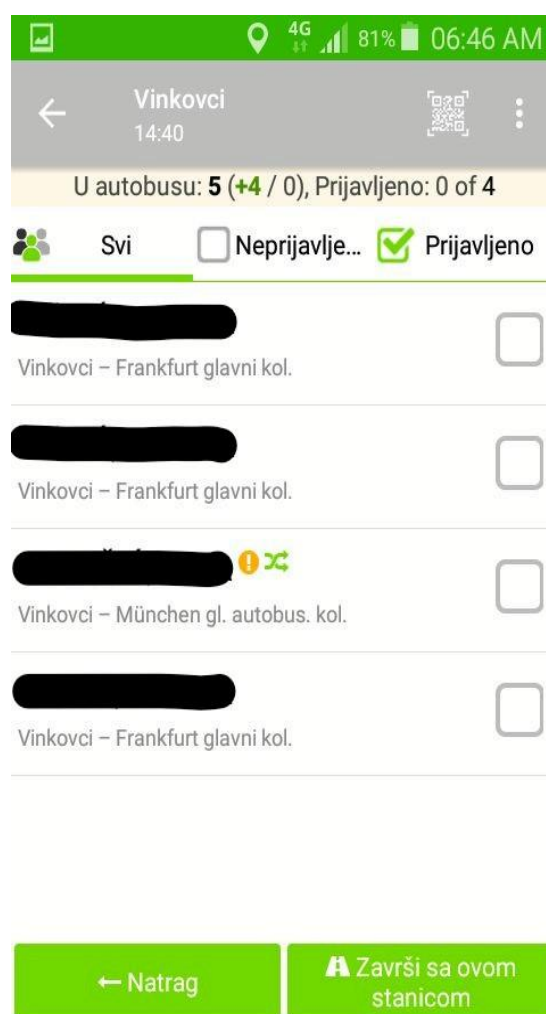 4G 81% 06:46 AM
Vinkovci
14:40
U autobusu: 5 (+4 / 0), Prijavljeno: 0 of 4
Svi Neprijavlje... Prijavljeno
Vinkovci – Frankfurt glavni kol.
Vinkovci – Frankfurt glavni kol.
Vinkovci – München gl. autobus. kol.
Vinkovci – Frankfurt glavni kol.
← Natrag
Završi sa ovom
stanicom